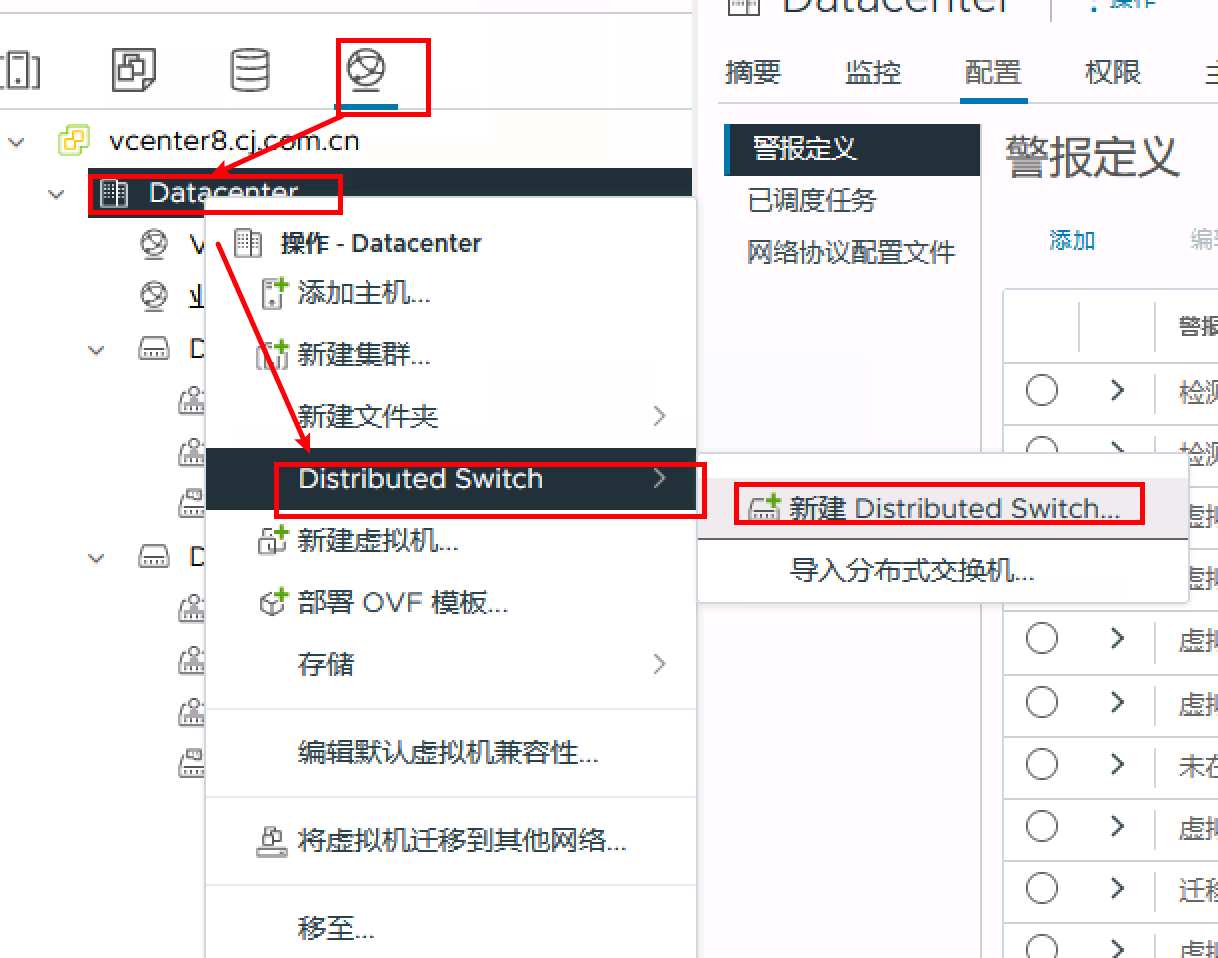 Datacenter
操作
摘要 监控 配置 权限
vcenter8.cj.com.cn
Datacenter
操作 - Datacenter
添加主机...
新建集群...
新建文件夹
Distributed Switch
新建虚拟机...
部署 OVF 模板...
存储
编辑默认虚拟机兼容性...
将虚拟机迁移到其他网络...
移至...
新建 Distributed Switch...
导入分布式交换机...
警报定义
已调度任务
网络协议配置文件
警报定义
添加 编辑
警报
检测
检测
虚拟
虚拟
虚拟
虚拟
未在
虚拟
迁移
虚拟